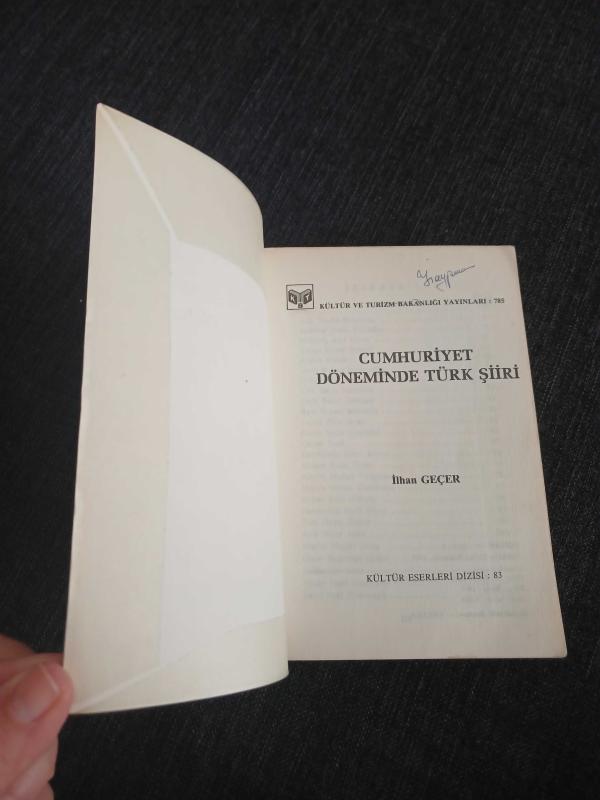 KÜLTÜR VE TURİZM BAKANLIĞI YAYINLARI : 785
CUMHURİYET
DÖNEMİNDE TÜRK ŞİİRİ
İlhan GEÇER
KÜLTÜR ESERLERİ DİZİSİ : 83